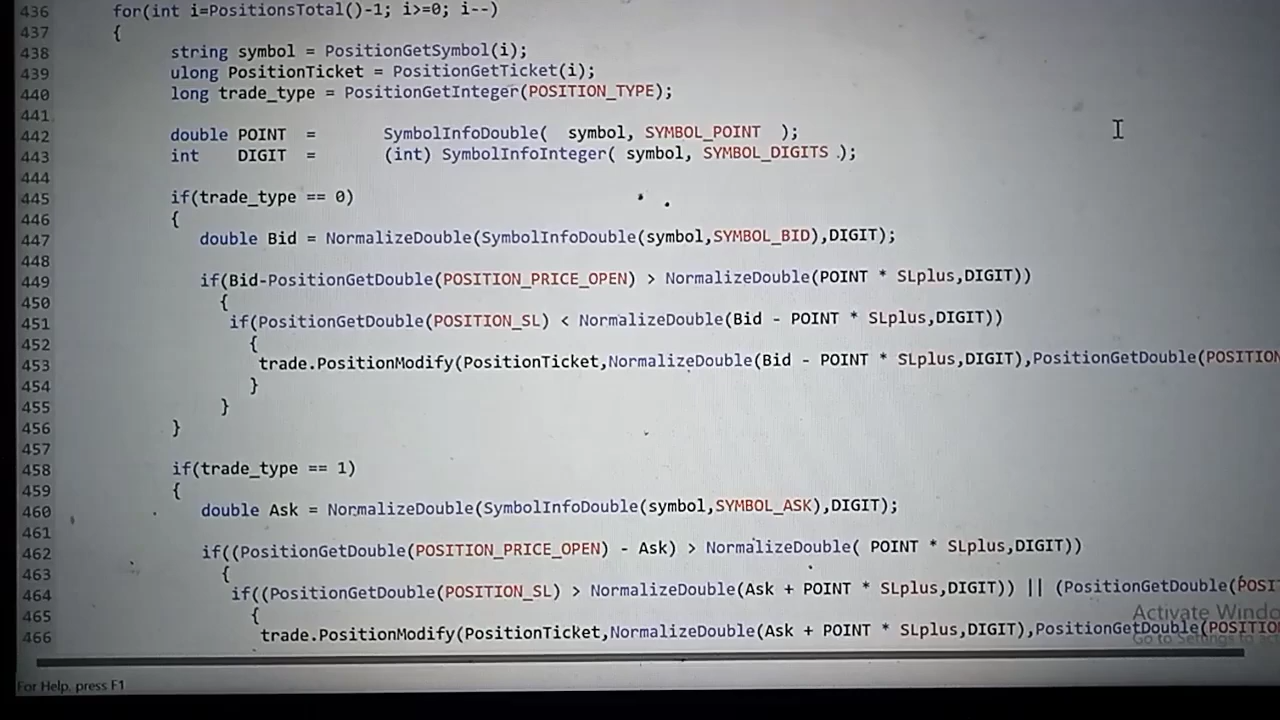 436 for(int i=PositionsTotal()-1; i>=0; i--)
437 {
438 string symbol = PositionGetSymbol(i);
439 ulong PositionTicket = PositionGetTicket(i);
440 long trade_type = PositionGetInteger(POSITION_TYPE);
441
442 double POINT = SymbolInfoDouble( symbol, SYMBOL_POINT );
443 int DIGIT = (int) SymbolInfoInteger( symbol, SYMBOL_DIGITS );
444
445 if(trade_type == 0)
446 {
447 double Bid = NormalizeDouble(SymbolInfoDouble(symbol,SYMBOL_BID),DIGIT);
448
449 if(Bid-PositionGetDouble(POSITION_PRICE_OPEN) > NormalizeDouble(POINT * SLplus,DIGIT))
450 {
451 if(PositionGetDouble(POSITION_SL) < NormalizeDouble(Bid - POINT * SLplus,DIGIT))
452 {
453 trade.PositionModify(PositionTicket,NormalizeDouble(Bid - POINT * SLplus,DIGIT),PositionGetDouble(POSITION
454 }
455 }
456 }
457
458 if(trade_type == 1)
459 {
460 double Ask = NormalizeDouble(SymbolInfoDouble(symbol,SYMBOL_ASK),DIGIT);
461
462 if((PositionGetDouble(POSITION_PRICE_OPEN) - Ask) > NormalizeDouble( POINT * SLplus,DIGIT))
463 {
464 if((PositionGetDouble(POSITION_SL) > NormalizeDouble(Ask + POINT * SLplus,DIGIT)) || (PositionGetDouble(POSI
465 {
Activate Windo
466 trade.PositionModify(PositionTicket,NormalizeDouble(Ask + POINT * SLplus,DIGIT),PositionGetDouble(POSITIO
Go to Settings to
For Help, press F1